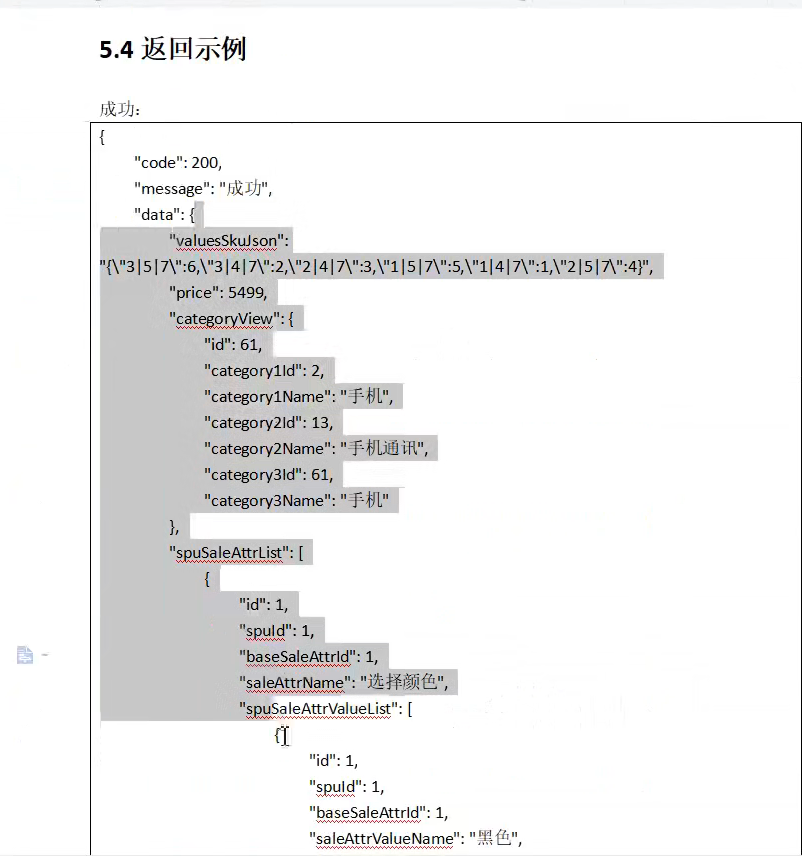 5.4 返回示例
成功：
{
"code": 200,
"message": "成功",
"data": {
"valuesSkuJson":
"{\"3|5|7\":6,\"3|4|7\":2,\"2|4|7\":3,\"1|5|7\":5,\"1|4|7\":1,\"2|5|7\":4}",
"price": 5499,
"categoryView": {
"id": 61,
"category1Id": 2,
"category1Name": "手机",
"category2Id": 13,
"category2Name": "手机通讯",
"category3Id": 61,
"category3Name": "手机"
},
"spuSaleAttrList": [
{
"id": 1,
"spuId": 1,
"baseSaleAttrId": 1,
"saleAttrName": "选择颜色",
"spuSaleAttrValueList": [
{
"id": 1,
"spuId": 1,
"baseSaleAttrId": 1,
"saleAttrValueName": "黑色",